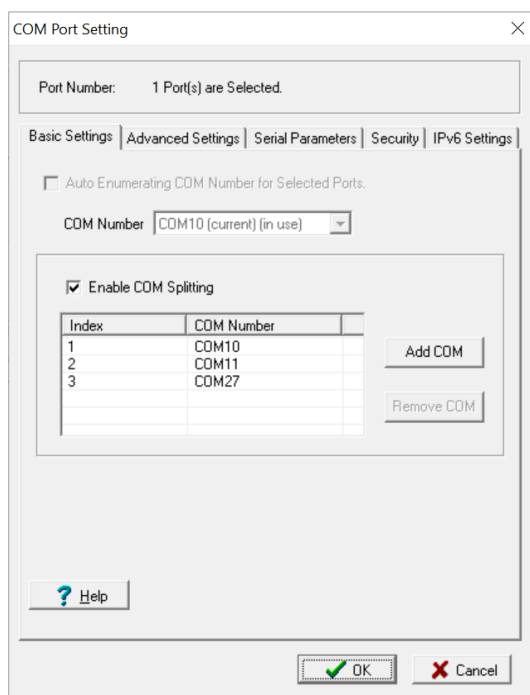 COM Port Setting
Port Number: 1 Port(s) are Selected.
Basic Settings Advanced Settings Serial Parameters Security IPv6 Settings
Auto Enumerating COM Number for Selected Ports.
COM Number COM10 (current) (in use)
Enable COM Splitting
Index COM Number
1 COM10
2 COM11
3 COM27
Add COM
Remove COM
? Help
OK Cancel